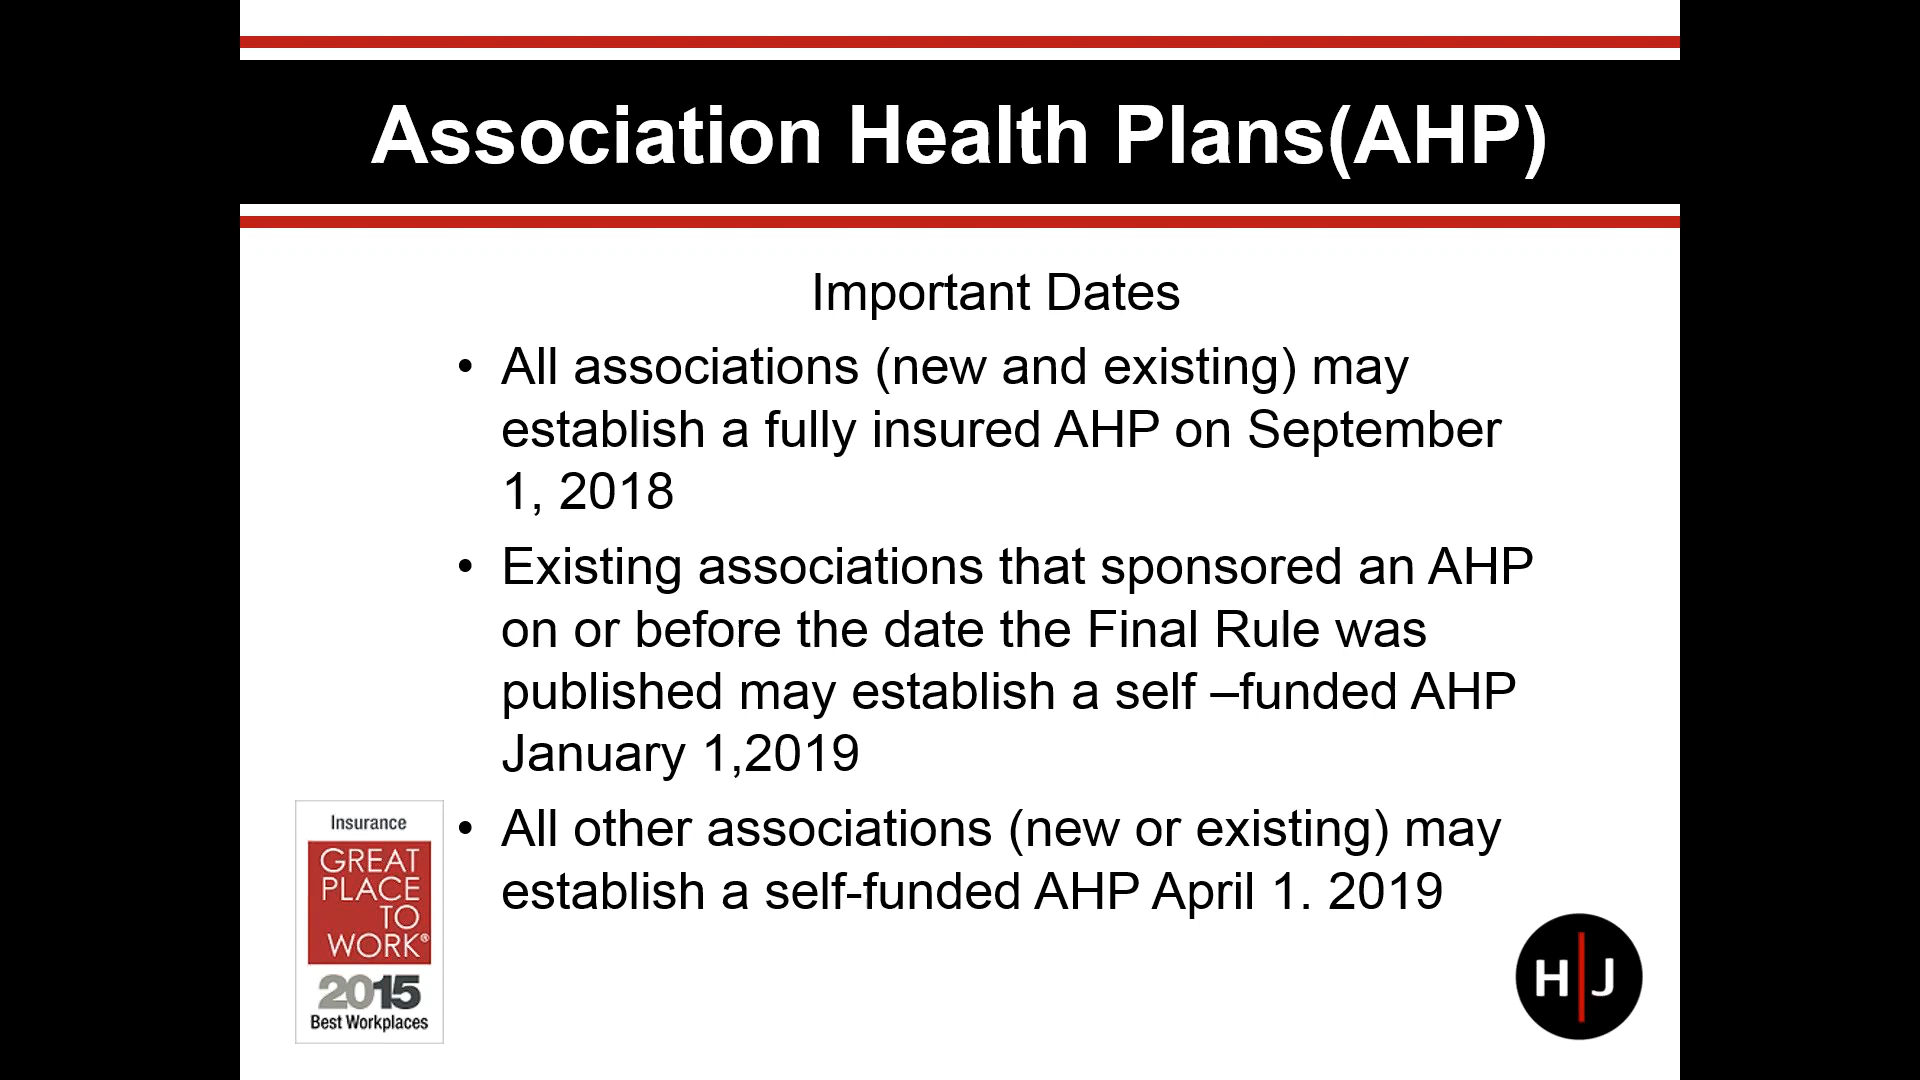 Association Health Plans(AHP)
Important Dates
• All associations (new and existing) may
establish a fully insured AHP on September
1, 2018
• Existing associations that sponsored an AHP
on or before the date the Final Rule was
published may establish a self –funded AHP
January 1,2019
• All other associations (new or existing) may
establish a self-funded AHP April 1. 2019
Insurance
GREAT
PLACE
TO
WORK®
2015
Best Workplaces
H|J